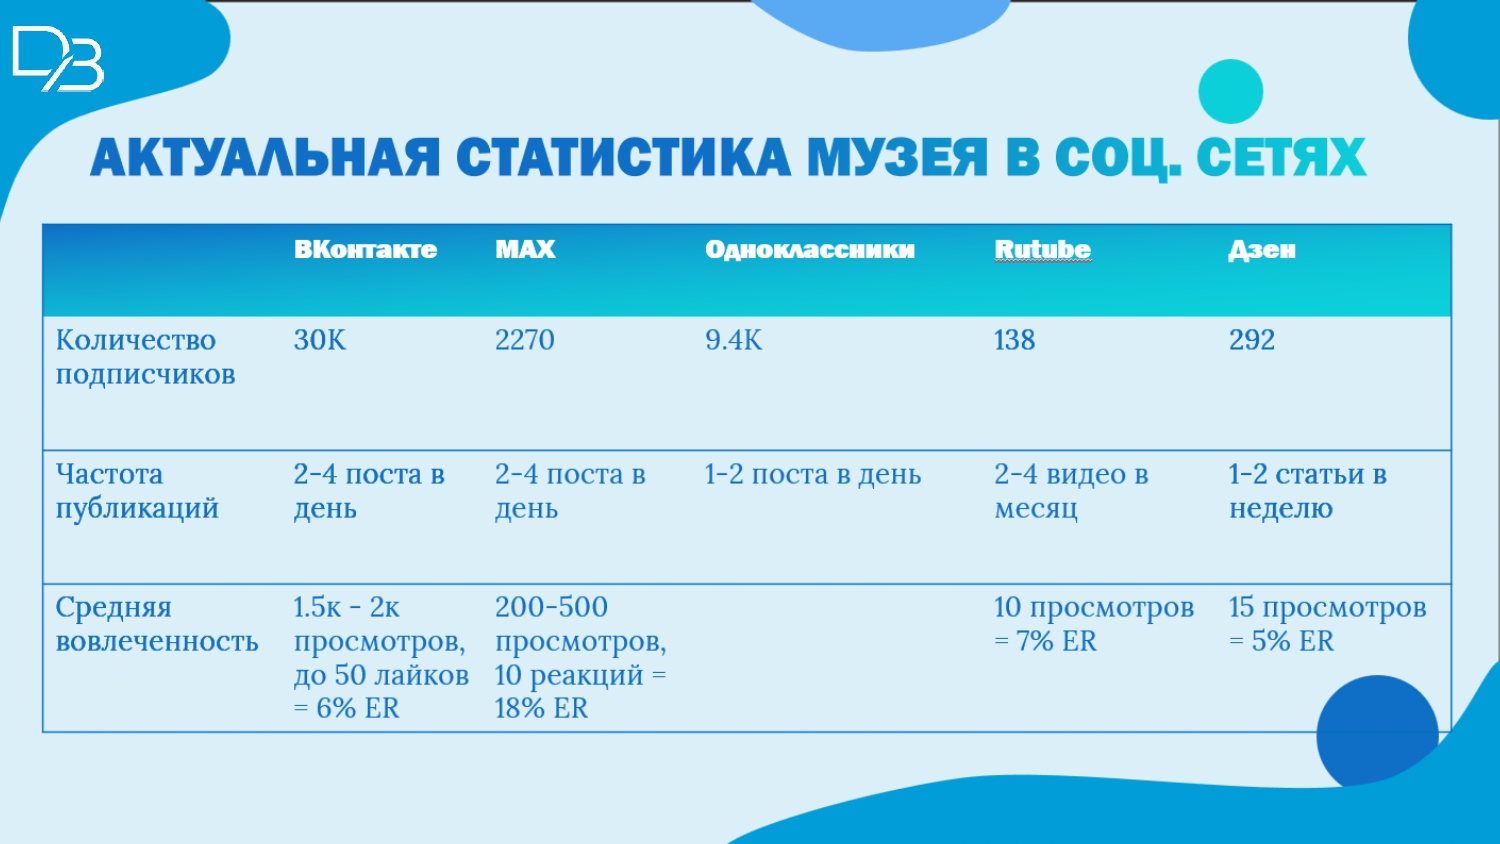 DB
АКТУАЛЬНАЯ СТАТИСТИКА МУЗЕЯ В СОЦ. СЕТЯХ
ВКонтакте MAX Одноклассники Rutube Дзен
Количество 30K 2270 9.4K 138 292
подписчиков
Частота 2-4 поста в 2-4 поста в 1-2 поста в день 2-4 видео в 1-2 статьи в
публикаций день день месяц неделю
Средняя 1.5к - 2к 200-500 10 просмотров 15 просмотров
вовлеченность просмотров, просмотров, = 7% ER = 5% ER
до 50 лайков 10 реакций =
= 6% ER 18% ER